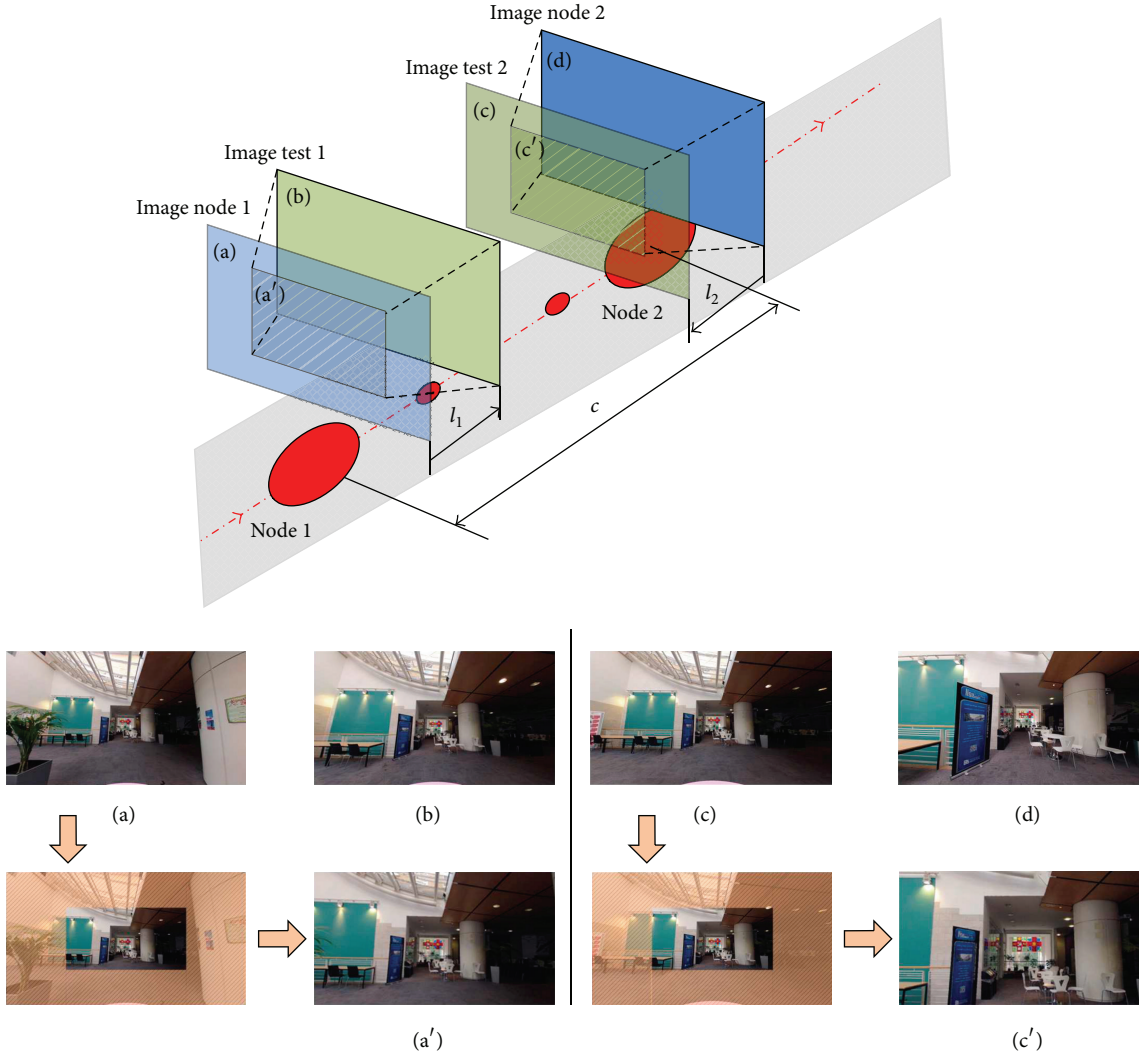 Image node 2
(d)
Image test 2
(c)
(c′)
Image test 1
(b)
Image node 1
(a)
(a′)
l2
Node 2
c
l1
Node 1
(a)
(b)
(c)
(d)
(a′)
(c′)